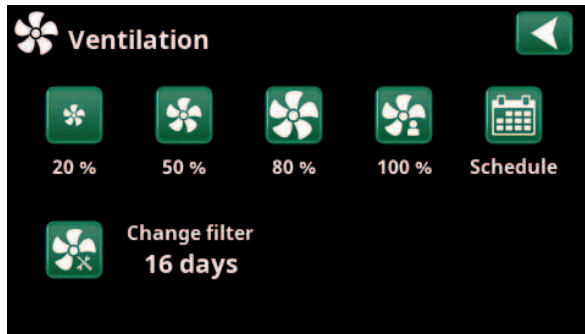 Ventilation
20 %
50 %
80 %
100 %
Schedule
Change filter
16 days